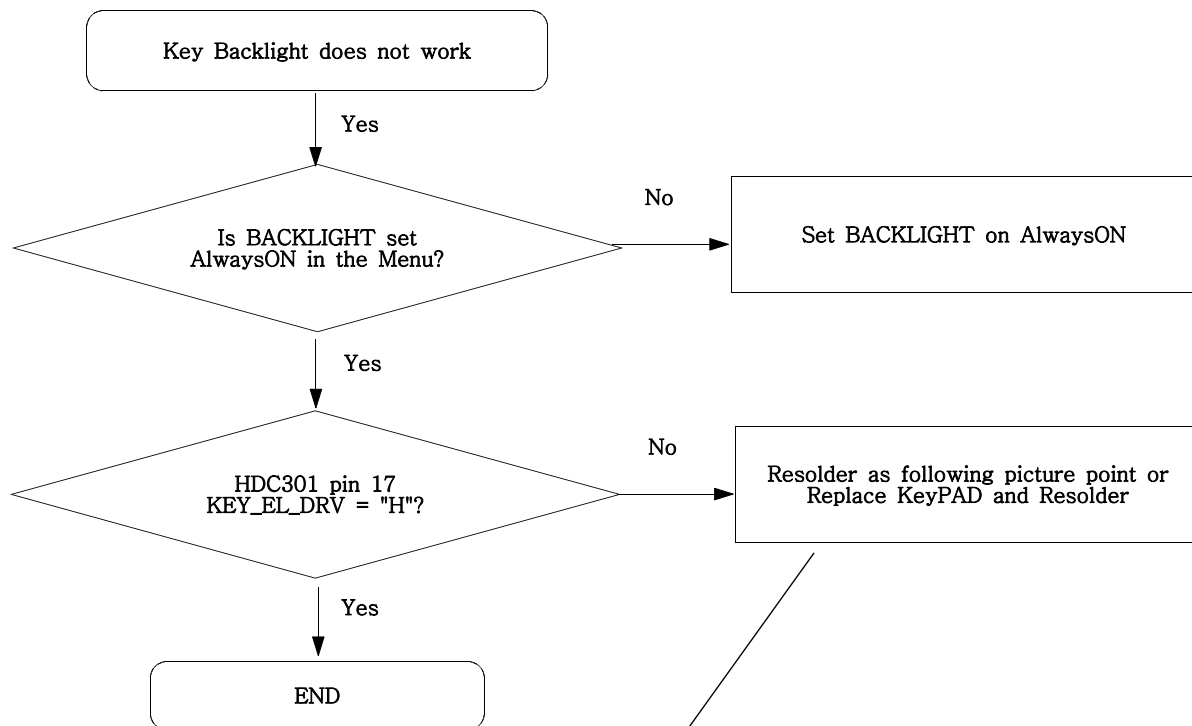 Key Backlight does not work
Yes
Is BACKLIGHT set
AlwaysON in the Menu?
No
Set BACKLIGHT on AlwaysON
Yes
HDC301 pin 17
KEY_EL_DRV = "H"?
No
Resolder as following picture point or
Replace KeyPAD and Resolder
Yes
END